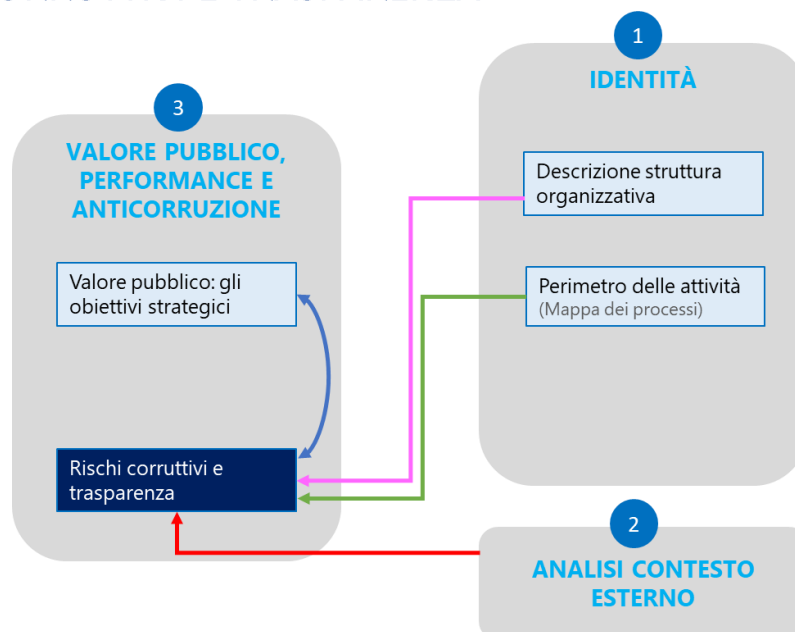 1
IDENTITÀ
Descrizione struttura
organizzativa
Perimetro delle attività
(Mappa dei processi)
2
ANALISI CONTESTO
ESTERNO
3
VALORE PUBBLICO,
PERFORMANCE E
ANTICORRUZIONE
Valore pubblico: gli
obiettivi strategici
Rischi corruttivi e
trasparenza